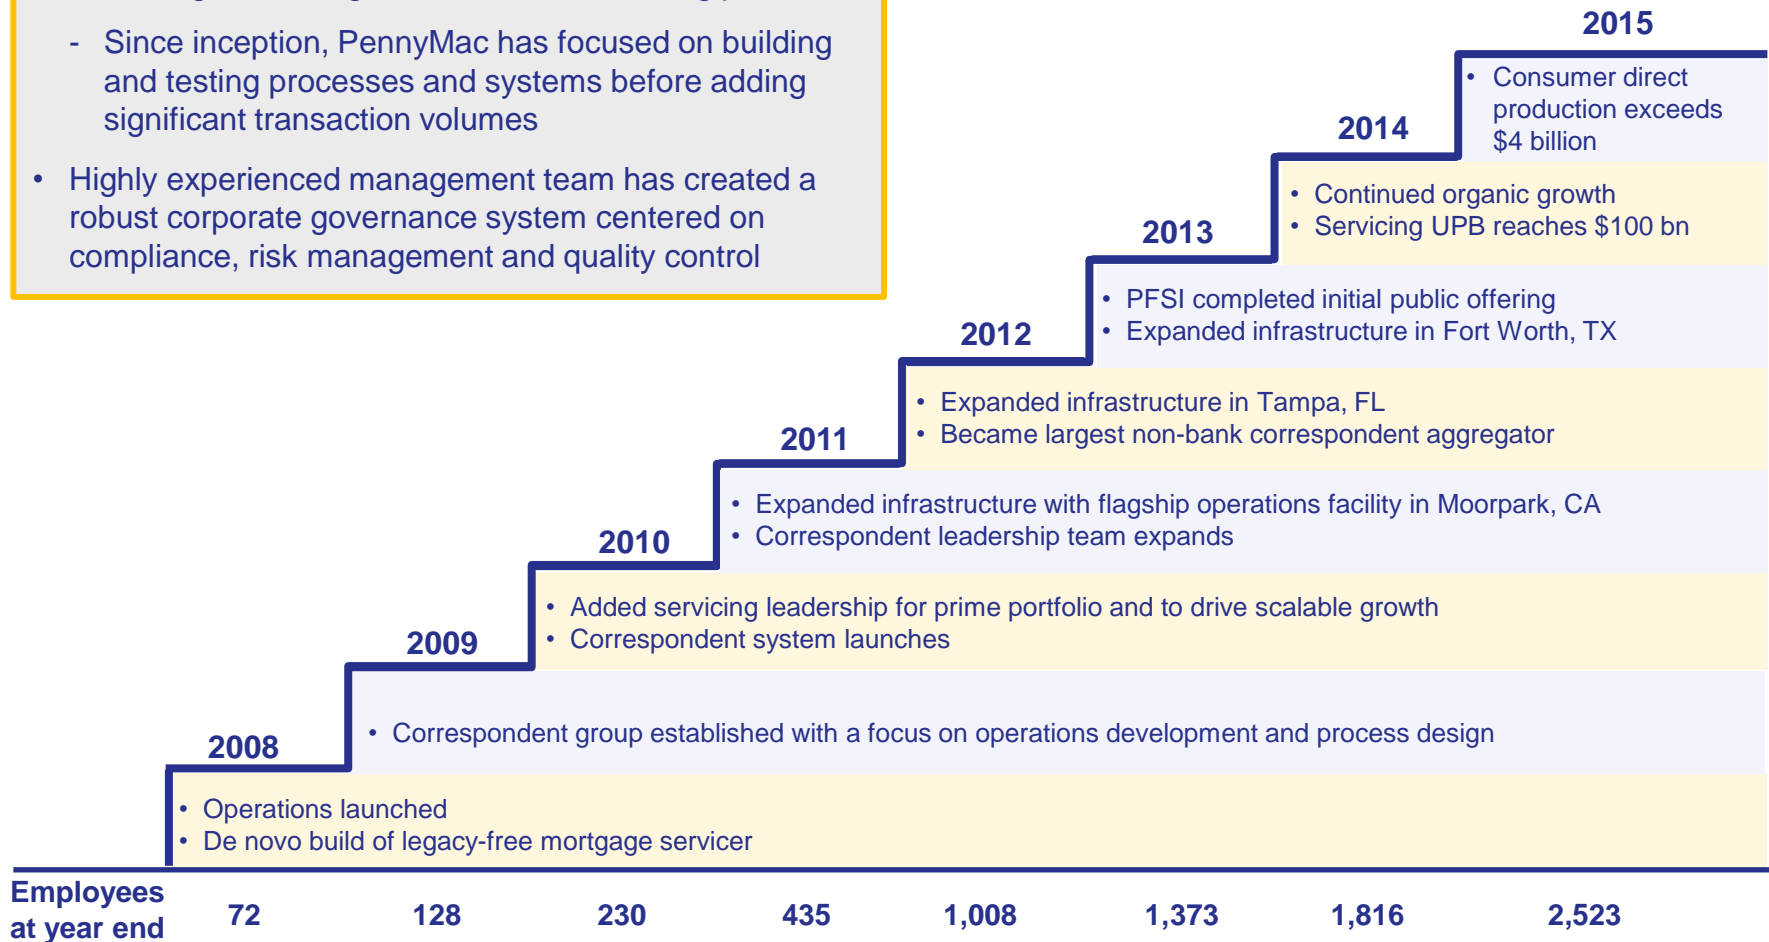 - Since inception, PennyMac has focused on building
and testing processes and systems before adding
significant transaction volumes
• Highly experienced management team has created a
robust corporate governance system centered on
compliance, risk management and quality control
2015
• Consumer direct
production exceeds
$4 billion
2014
• Continued organic growth
• Servicing UPB reaches $100 bn
2013
• PFSI completed initial public offering
• Expanded infrastructure in Fort Worth, TX
2012
• Expanded infrastructure in Tampa, FL
• Became largest non-bank correspondent aggregator
2011
• Expanded infrastructure with flagship operations facility in Moorpark, CA
• Correspondent leadership team expands
2010
• Added servicing leadership for prime portfolio and to drive scalable growth
• Correspondent system launches
2009
• Correspondent group established with a focus on operations development and process design
2008
• Operations launched
• De novo build of legacy-free mortgage servicer
Employees
at year end
72 128 230 435 1,008 1,373 1,816 2,523